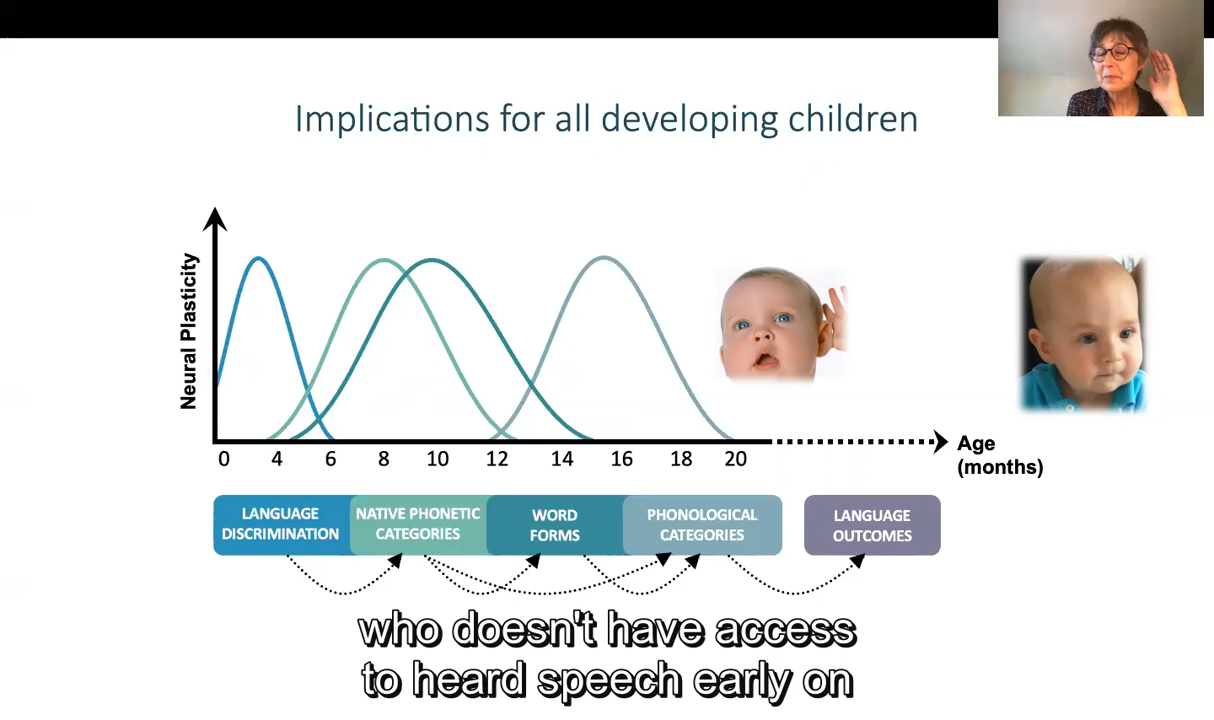 Implications for all developing children
Neural Plasticity
0 4 6 8 10 12 14 16 18 20
Age
(months)
LANGUAGE
DISCRIMINATION
NATIVE PHONETIC
CATEGORIES
WORD
FORMS
PHONOLOGICAL
CATEGORIES
LANGUAGE
OUTCOMES
who doesn't have access
to heard speech early on